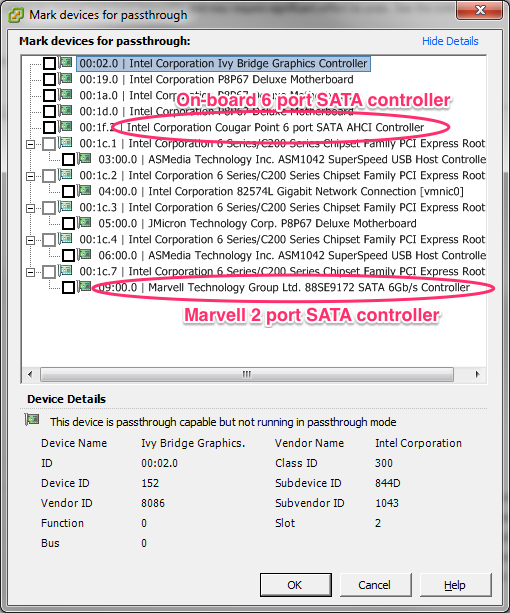 Mark devices for passthrough
Mark devices for passthrough:
Hide Details
00:02.0 | Intel Corporation Ivy Bridge Graphics Controller
00:19.0 | Intel Corporation P8P67 Deluxe Motherboard
00:1a.0 | Intel Corporation P8P67 Deluxe Motherboard
00:1d.0 | Intel Corporation P8P67 Deluxe Motherboard
On-board 6 port SATA controller
00:1f.2 | Intel Corporation Cougar Point 6 port SATA AHCI Controller
00:1c.1 | Intel Corporation 6 Series/C200 Series Chipset Family PCI Express Root
03:00.0 | ASMedia Technology Inc. ASM1042 SuperSpeed USB Host Controlle
00:1c.2 | Intel Corporation 6 Series/C200 Series Chipset Family PCI Express Root
04:00.0 | Intel Corporation 82574L Gigabit Network Connection [vmnic0]
00:1c.3 | Intel Corporation 6 Series/C200 Series Chipset Family PCI Express Root
05:00.0 | JMicron Technology Corp. P8P67 Deluxe Motherboard
00:1c.4 | Intel Corporation 6 Series/C200 Series Chipset Family PCI Express Root
06:00.0 | ASMedia Technology Inc. ASM1042 SuperSpeed USB Host Controlle
00:1c.7 | Intel Corporation 6 Series/C200 Series Chipset Family PCI Express Root
09:00.0 | Marvell Technology Group Ltd. 88SE9172 SATA 6Gb/s Controller
Marvell 2 port SATA controller
Device Details
This device is passthrough capable but not running in passthrough mode
Device Name Ivy Bridge Graphics. Vendor Name Intel Corporation
ID 00:02.0 Class ID 300
Device ID 152 Subdevice ID 844D
Vendor ID 8086 Subvendor ID 1043
Function 0 Slot 2
Bus 0
OK Cancel Help